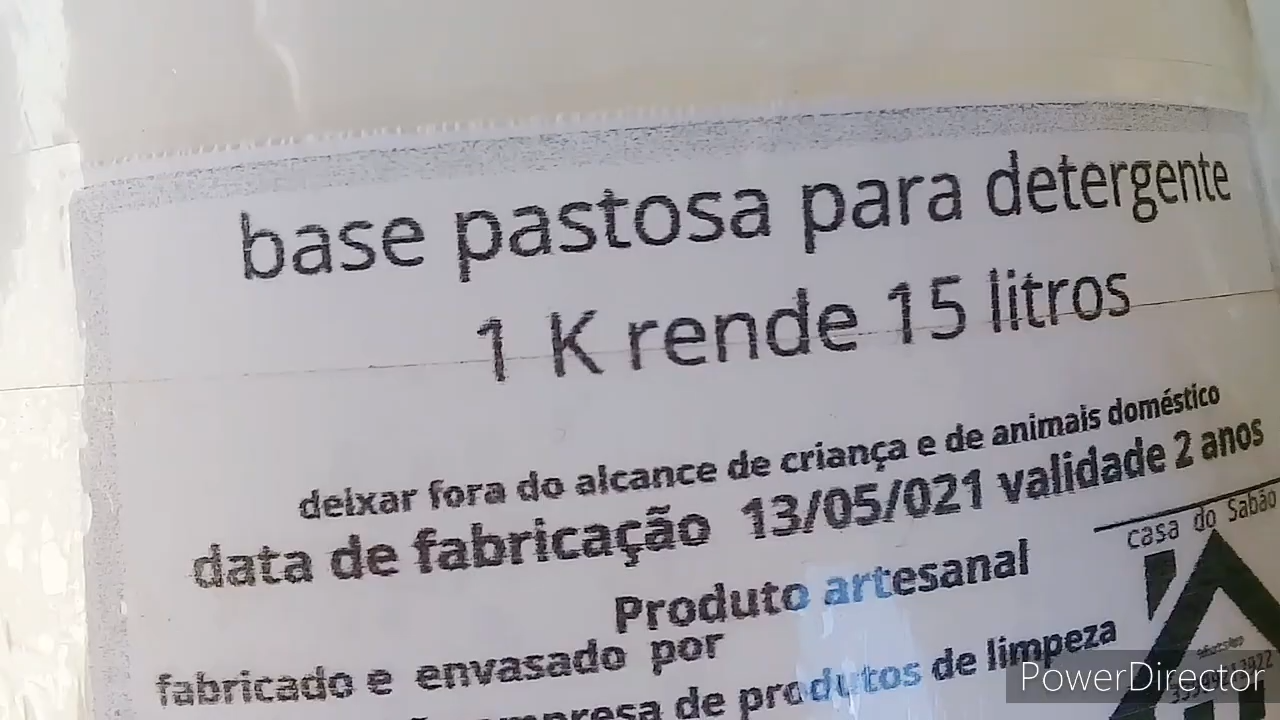 base pastosa para detergente
1 K rende 15 litros
deixar fora do alcance de criança e de animais doméstico
data de fabricação 13/05/021 validade 2 anos
casa do Sabão
Produto artesanal
fabricado e envasado por
empresa de produtos de limpeza
WhatsApp
PowerDirector